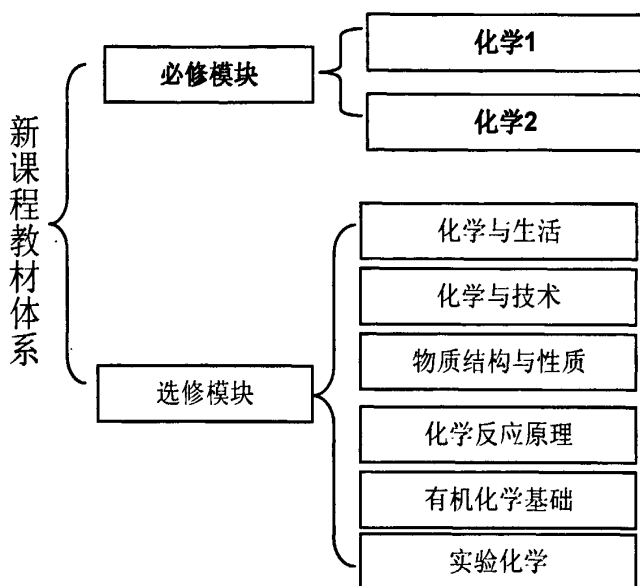 新课程教材体系
必修模块
化学1
化学2
选修模块
化学与生活
化学与技术
物质结构与性质
化学反应原理
有机化学基础
实验化学